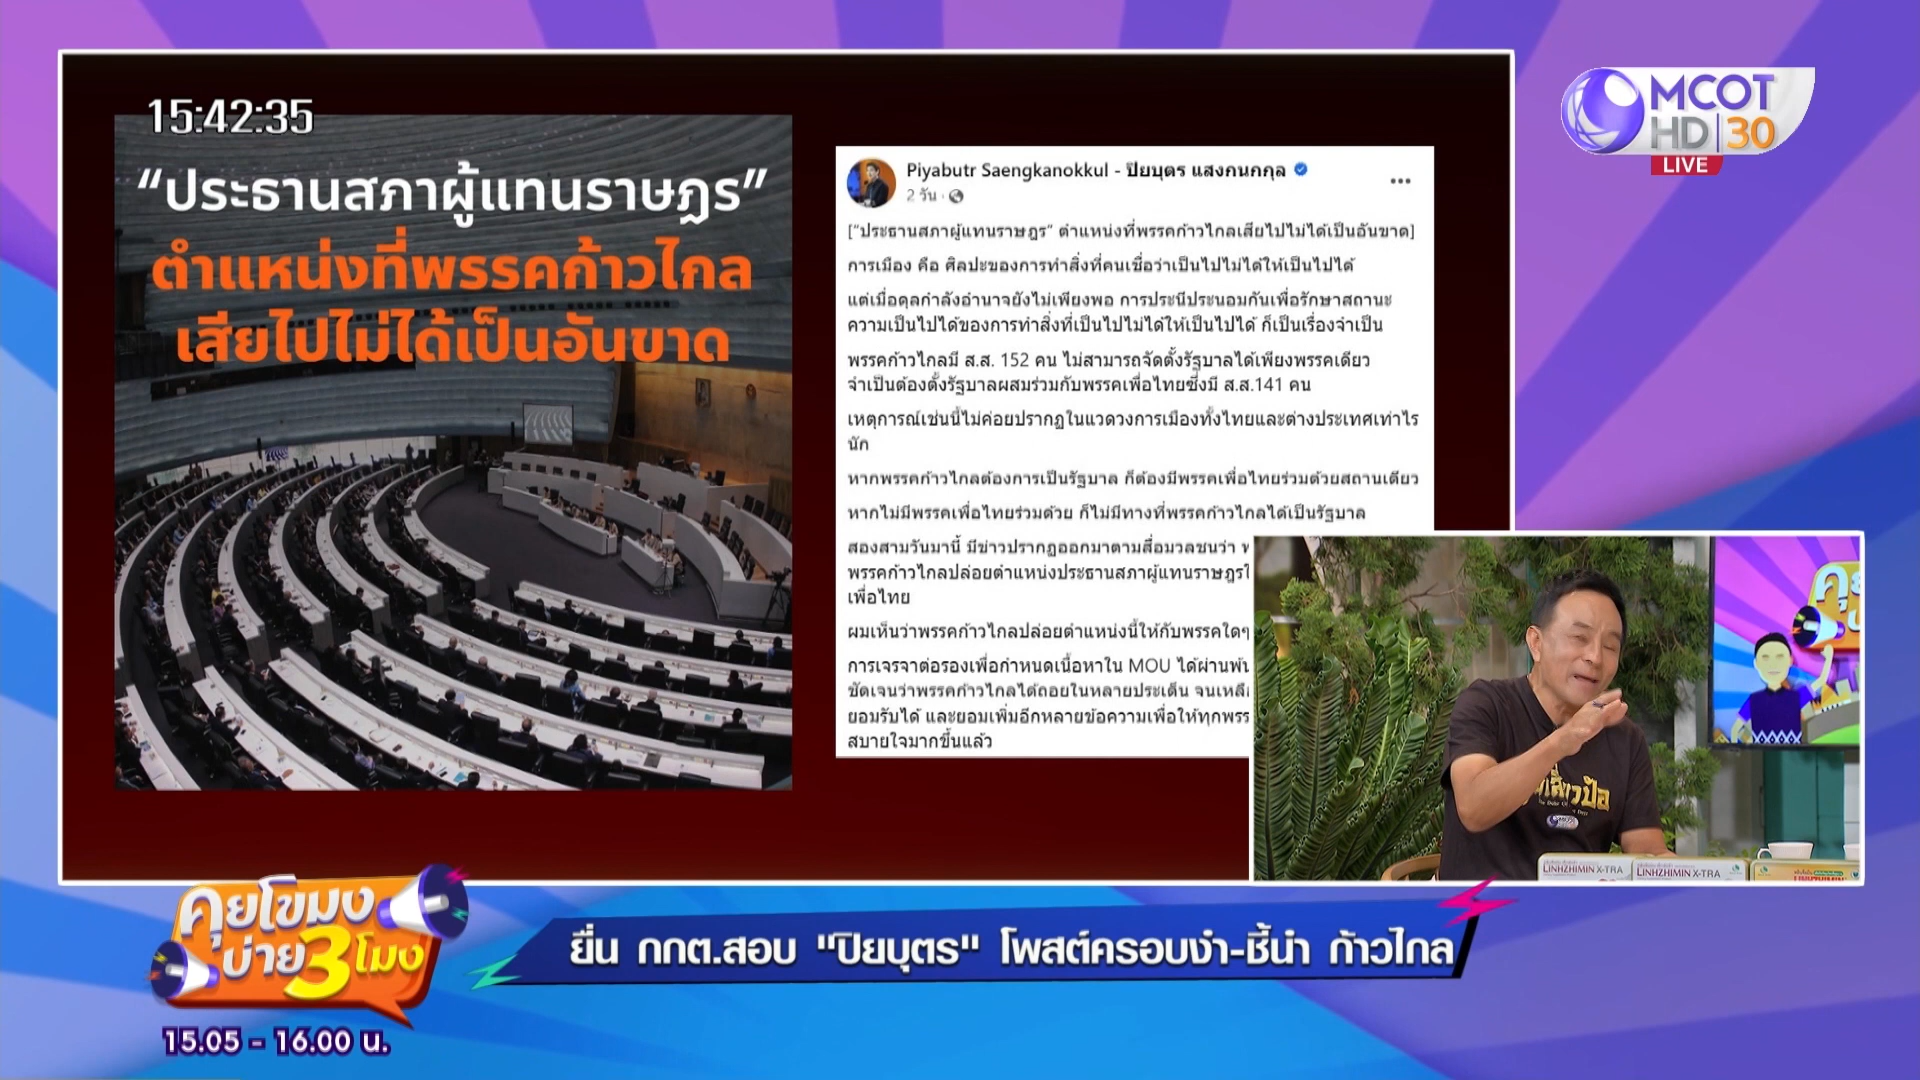 15:42:35
“ประธานสภาผู้แทนราษฎร”
ตำแหน่งที่พรรคก้าวไกล
เสียไปไม่ได้เป็นอันขาด
Piyabutr Saengkanokkul - ปิยบุตร แสงกนกกุล
2 วัน
["ประธานสภาผู้แทนราษฎร" ตำแหน่งที่พรรคก้าวไกลเสียไปไม่ได้เป็นอันขาด]
การเมือง คือ ศิลปะของการทำสิ่งที่คนเชื่อว่าเป็นไปไม่ได้ให้เป็นไปได้
แต่เมื่อดุลกำลังอำนาจยังไม่เพียงพอ การประนีประนอมกันเพื่อรักษาสถานะ
ความเป็นไปได้ของการทำสิ่งที่เป็นไปไม่ได้ให้เป็นไปได้ ก็เป็นเรื่องจำเป็น
พรรคก้าวไกลมี ส.ส. 152 คน ไม่สามารถจัดตั้งรัฐบาลได้เพียงพรรคเดียว
จำเป็นต้องตั้งรัฐบาลผสมร่วมกับพรรคเพื่อไทยซึ่งมี ส.ส.141 คน
เหตุการณ์เช่นนี้ไม่ค่อยปรากฏในแวดวงการเมืองทั้งไทยและต่างประเทศเท่าไร
นัก
หากพรรคก้าวไกลต้องการเป็นรัฐบาล ก็ต้องมีพรรคเพื่อไทยร่วมด้วยสถานเดียว
หากไม่มีพรรคเพื่อไทยร่วมด้วย ก็ไม่มีทางที่พรรคก้าวไกลได้เป็นรัฐบาล
สองสามวันมานี้ มีข่าวปรากฏออกมาตามสื่อมวลชนว่า
พรรคก้าวไกลปล่อยตำแหน่งประธานสภาผู้แทนราษฎรใ
เพื่อไทย
ผมเห็นว่าพรรคก้าวไกลปล่อยตำแหน่งนี้ให้กับพรรคใดๆ
การเจรจาต่อรองเพื่อกำหนดเนื้อหาใน MOU ได้ผ่านพ้น
ชัดเจนว่าพรรคก้าวไกลได้ถอยในหลายประเด็น จนเหลื
ยอมรับได้ และยอมเพิ่มอีกหลายข้อความเพื่อให้ทุกพรร
สบายใจมากขึ้นแล้ว
MCOT
HD 30
LIVE
LINHZHIMIN X-TRA
LINHZHIMIN X-TRA
คุยโขมง
บ่าย 3 โมง
15.05 - 16.00 น.
ยื่น กกต.สอบ "ปิยบุตร" โพสต์ครอบงำ-ชี้นำ ก้าวไกล